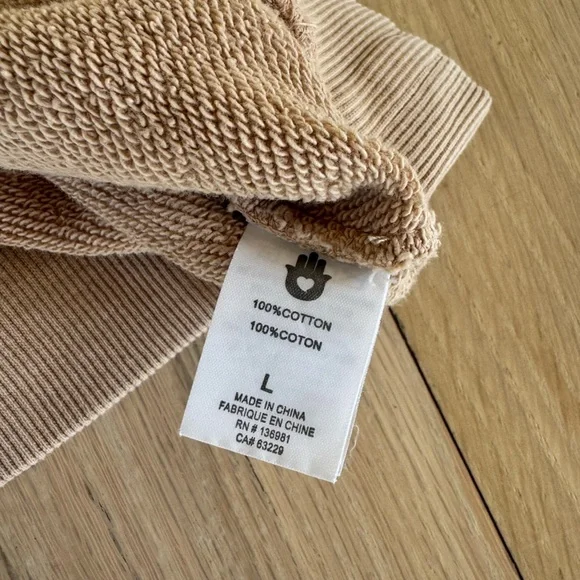 100%COTTON
100%COTON
L
MADE IN CHINA
FABRIQUE EN CHINE
RN # 136981
CA# 63229